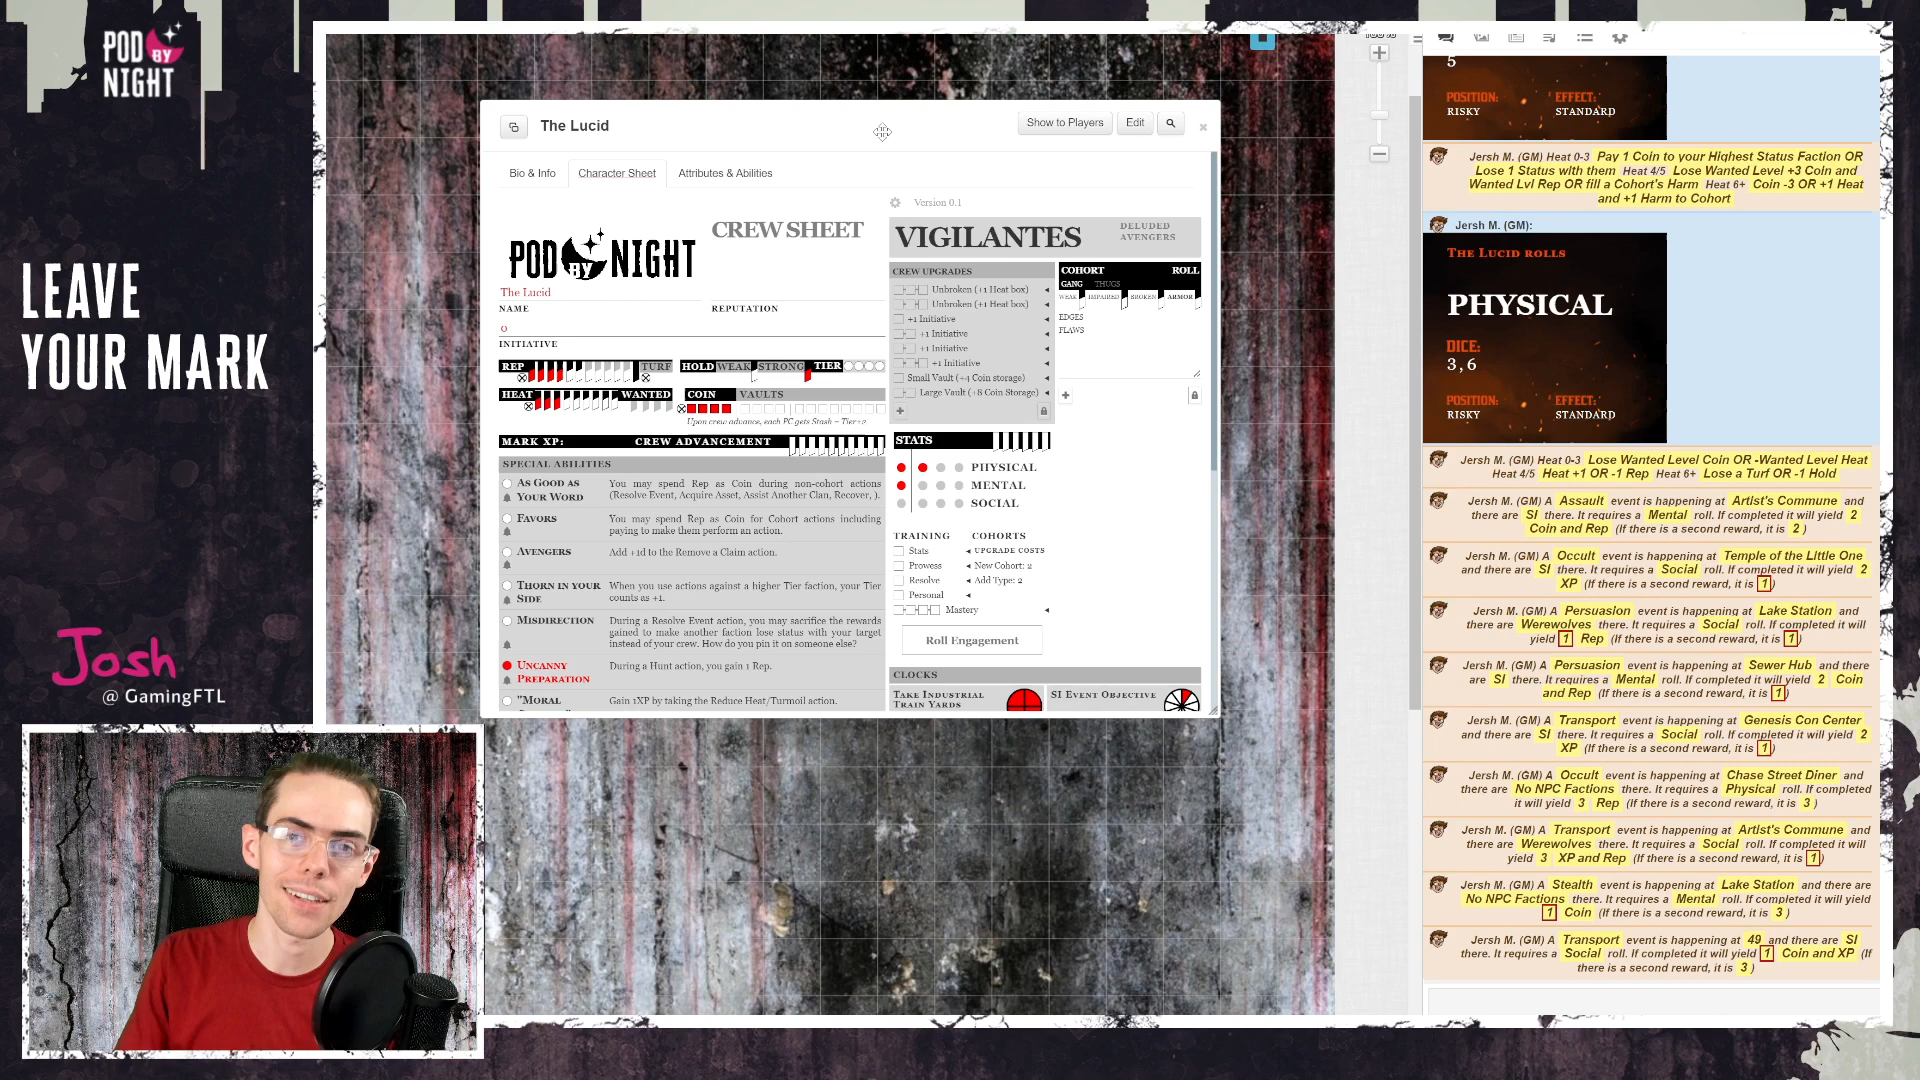 POD
BY
NIGHT
LEAVE
YOUR MARK
Josh
@ GamingFTL
The Lucid
Show to Players
Edit
Bio & Info
Character Sheet
Attributes & Abilities
Version 0.1
POD BY NIGHT
CREW SHEET
The Lucid
NAME
REPUTATION
0
INITIATIVE
REP
TURF
HOLD WEAK STRONG TIER
HEAT
WANTED
COIN
VAULTS
Upon crew advance, each PC gets Stash = Tier+2
MARK XP:
CREW ADVANCEMENT
SPECIAL ABILITIES
AS GOOD AS
YOUR WORD
You may spend Rep as Coin during non-cohort actions
(Resolve Event, Acquire Asset, Assist Another Clan, Recover, ).
FAVORS
You may spend Rep as Coin for Cohort actions including
paying to make them perform an action.
AVENGERS
Add +1d to the Remove a Claim action.
THORN IN YOUR
SIDE
When you use actions against a higher Tier faction, your Tier
counts as +1.
MISDIRECTION
During a Resolve Event action, you may sacrifice the rewards
gained to make another faction lose status with your target
instead of your crew. How do you pin it on someone else?
UNCANNY
PREPARATION
During a Hunt action, you gain 1 Rep.
"MORAL
Gain 1XP by taking the Reduce Heat/Turmoil action.
VIGILANTES
DELUDED
AVENGERS
CREW UPGRADES
Unbroken (+1 Heat box)
Unbroken (+1 Heat box)
+1 Initiative
+1 Initiative
+1 Initiative
+1 Initiative
Small Vault (+4 Coin storage)
Large Vault (+8 Coin Storage)
COHORT
ROLL
GANG THUGS
WEAK IMPAIRED BROKEN ARMOR
EDGES
FLAWS
STATS
PHYSICAL
MENTAL
SOCIAL
TRAINING
Stats
Prowess
Resolve
Personal
Mastery
COHORTS
UPGRADE COSTS
New Cohort: 2
Add Type: 2
Roll Engagement
CLOCKS
TAKE INDUSTRIAL
TRAIN YARDS
SI EVENT OBJECTIVE
5
POSITION:
RISKY
EFFECT:
STANDARD
Jersh M. (GM) Heat 0-3 Pay 1 Coin to your Highest Status Faction OR
Lose 1 Status with them Heat 4/5 Lose Wanted Level +3 Coin and
Wanted Lvl Rep OR fill a Cohort's Harm Heat 6+ Coin -3 OR +1 Heat
and +1 Harm to Cohort
Jersh M. (GM):
THE LUCID ROLLS
PHYSICAL
DICE:
3, 6
POSITION:
RISKY
EFFECT:
STANDARD
Jersh M. (GM) Heat 0-3 Lose Wanted Level Coin OR -Wanted Level Heat
Heat 4/5 Heat +1 OR -1 Rep Heat 6+ Lose a Turf OR -1 Hold
Jersh M. (GM) A Assault event is happening at Artist's Commune and
there are SI there. It requires a Mental roll. If completed it will yield 2
Coin and Rep (If there is a second reward, it is 2 )
Jersh M. (GM) A Occult event is happening at Temple of the Little One
and there are SI there. It requires a Social roll. If completed it will yield 2
XP (If there is a second reward, it is 1 )
Jersh M. (GM) A Persuasion event is happening at Lake Station and
there are Werewolves there. It requires a Social roll. If completed it will
yield 1 Rep (If there is a second reward, it is 1 )
Jersh M. (GM) A Persuasion event is happening at Sewer Hub and there
are SI there. It requires a Mental roll. If completed it will yield 2 Coin
and Rep (If there is a second reward, it is 1 )
Jersh M. (GM) A Transport event is happening at Genesis Con Center
and there are SI there. It requires a Social roll. If completed it will yield 2
XP (If there is a second reward, it is 1 )
Jersh M. (GM) A Occult event is happening at Chase Street Diner and
there are No NPC Factions there. It requires a Physical roll. If completed
it will yield 3 Rep (If there is a second reward, it is 3 )
Jersh M. (GM) A Transport event is happening at Artist's Commune and
there are Werewolves there. It requires a Social roll. If completed it will
yield 3 XP and Rep (If there is a second reward, it is 1 )
Jersh M. (GM) A Stealth event is happening at Lake Station and there are
No NPC Factions there. It requires a Mental roll. If completed it will yield
1 Coin (If there is a second reward, it is 3 )
Jersh M. (GM) A Transport event is happening at 49 and there are SI
there. It requires a Social roll. If completed it will yield 1 Coin and XP (If
there is a second reward, it is 3 )